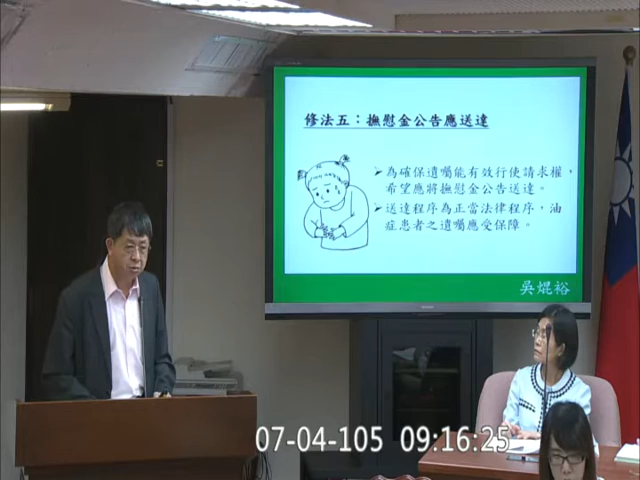 修法五：撫慰金公告應送達
➢為確保遺囑能有效行使請求權，
希望應將撫慰金公告送達。
➢送達程序為正當法律程序，油
症患者之遺囑應受保障。
吳焜裕
07-04-105 09:16:25